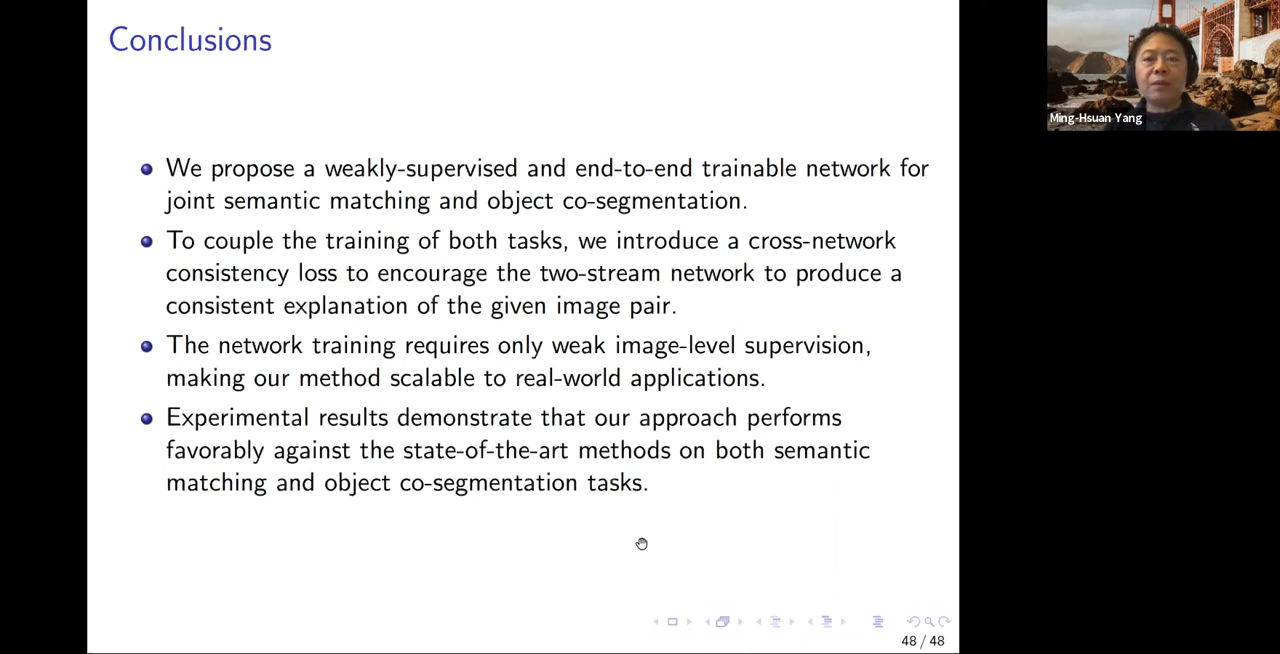 Conclusions
We propose a weakly-supervised and end-to-end trainable network for
joint semantic matching and object co-segmentation.
To couple the training of both tasks, we introduce a cross-network
consistency loss to encourage the two-stream network to produce a
consistent explanation of the given image pair.
The network training requires only weak image-level supervision,
making our method scalable to real-world applications.
Experimental results demonstrate that our approach performs
favorably against the state-of-the-art methods on both semantic
matching and object co-segmentation tasks.
48 / 48
Ming-Hsuan Yang